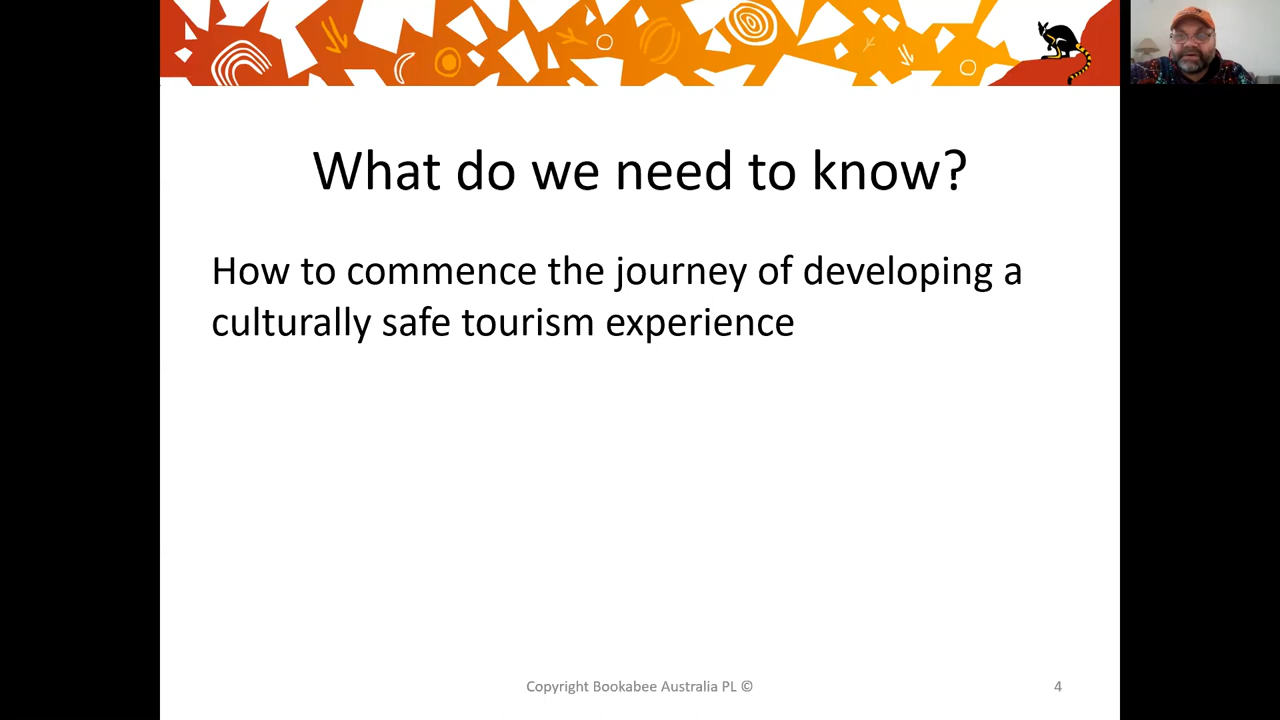 What do we need to know?
How to commence the journey of developing a
culturally safe tourism experience
Copyright Bookabee Australia PL ©
4